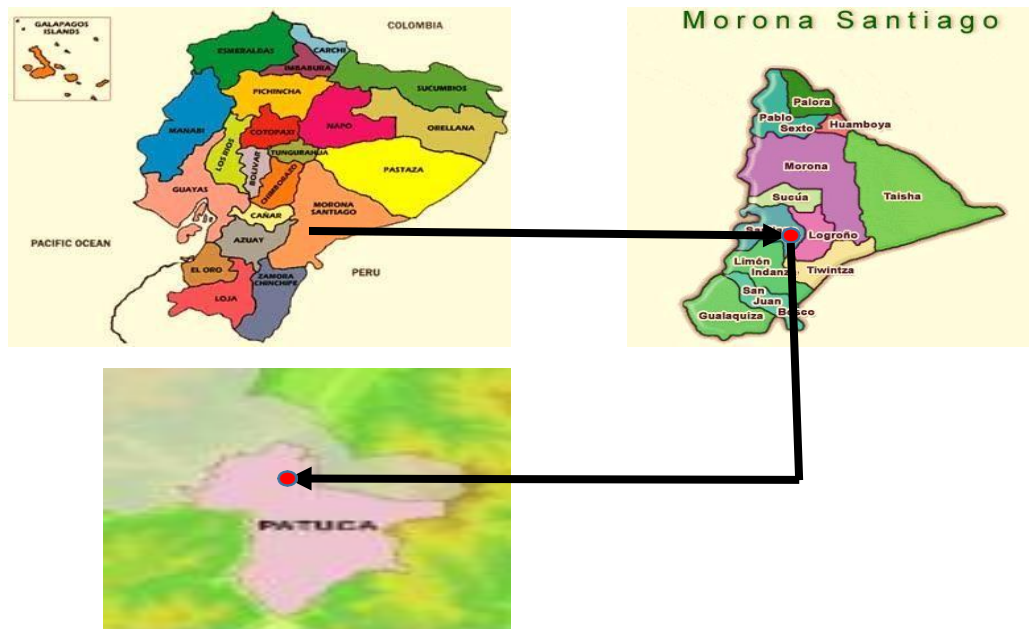 GALAPAGOS
ISLANDS
COLOMBIA
ESMERALDAS
CARCHI
IMBABURA
PICHINCHA
SUCUMBIOS
MANABI
LOS RIOS
COTOPAXI
NAPO
ORELLANA
TUNGURAHUA
BOLIVAR
CHIMBORAZO
PASTAZA
GUAYAS
MORONA
SANTIAGO
CAÑAR
AZUAY
PACIFIC OCEAN
EL ORO
ZAMORA
CHINCHIPE
PERU
LOJA
Morona Santiago
Palora
Pablo
Sexto
Huamboya
Morona
Sucúa
Taisha
Logroño
Limón
Indanza
Tiwintza
San
Juan
Bosco
Gualaquiza
PATUCA